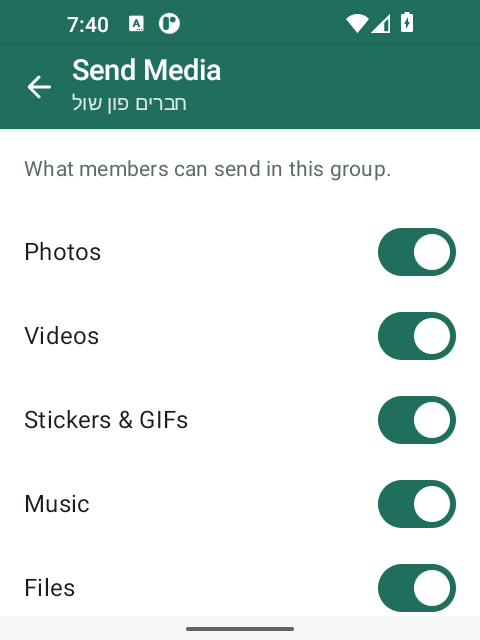 7:40
Send Media
חברים פון שול
What members can send in this group.
Photos
Videos
Stickers & GIFs
Music
Files